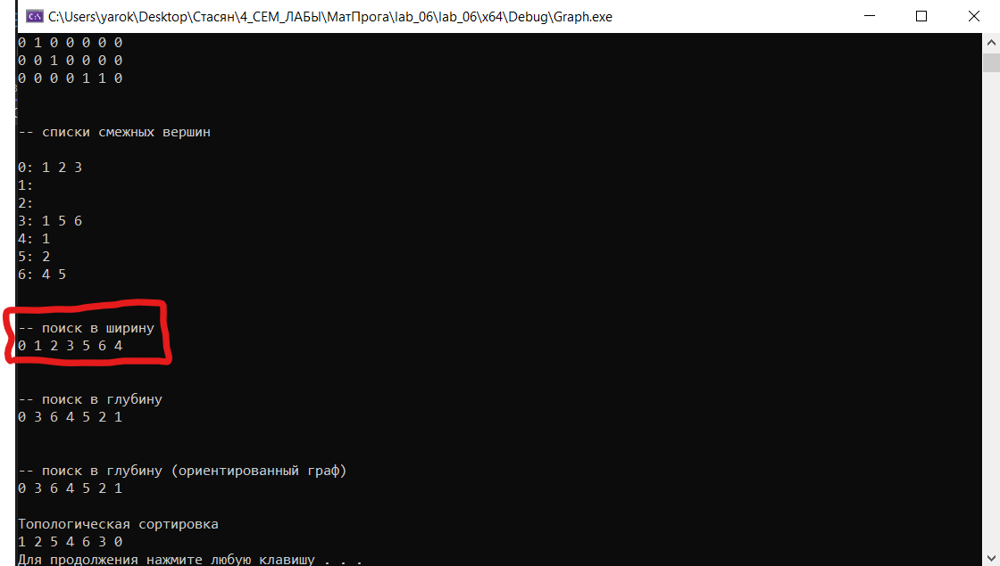 C:\Users\yarok\Desktop\Стасян\4_СЕМ_ЛАБЫ\МатПрога\lab_06\lab_06\x64\Debug\Graph.exe
0 1 0 0 0 0 0
0 0 1 0 0 0 0
0 0 0 0 1 1 0
-- списки смежных вершин
0: 1 2 3
1:
2:
3: 1 5 6
4: 1
5: 2
6: 4 5
-- поиск в ширину
0 1 2 3 5 6 4
-- поиск в глубину
0 3 6 4 5 2 1
-- поиск в глубину (ориентированный граф)
0 3 6 4 5 2 1
Топологическая сортировка
1 2 5 4 6 3 0
Для продолжения нажмите любую клавишу . . .